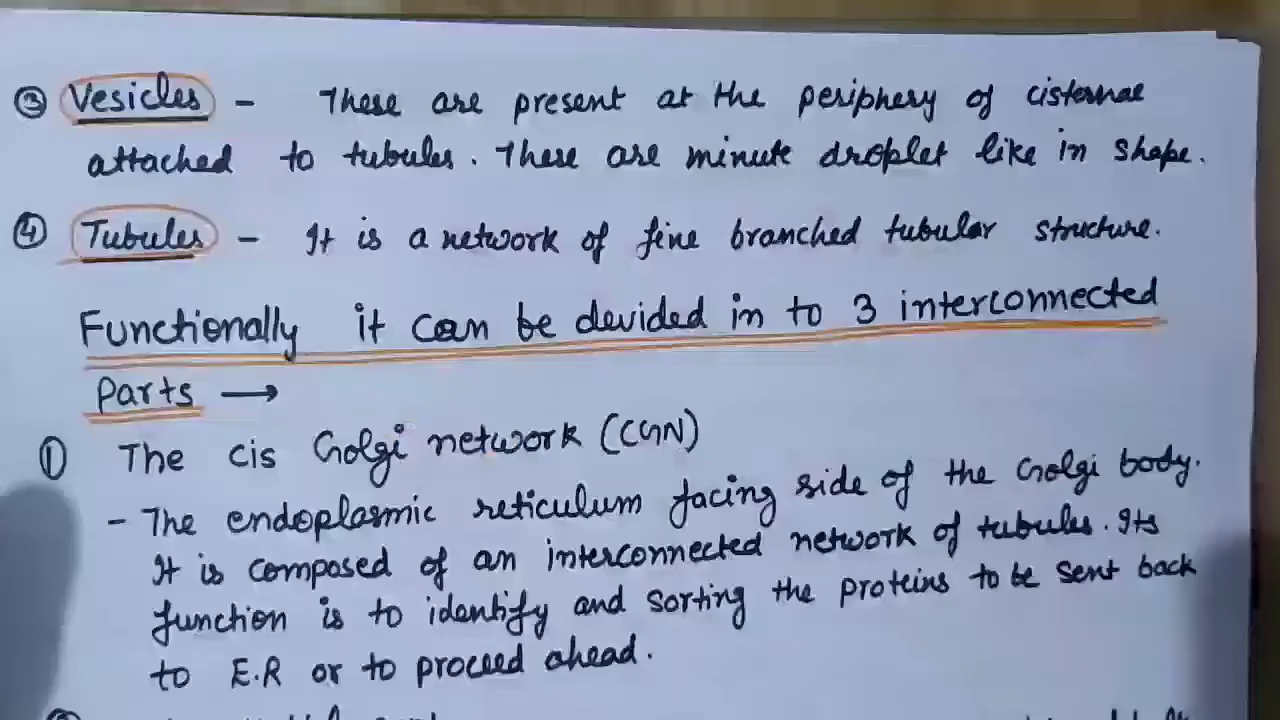 ③ Vesicles - These are present at the periphery of cisternae
attached to tubules. These are minute droplet like in shape.
④ Tubules - It is a network of fine branched tubular structure.
Functionally it can be devided in to 3 interconnected
Parts →
① The cis Golgi network (CGN)
- The endoplasmic reticulum facing side of the Golgi body.
It is composed of an interconnected network of tubules. Its
function is to identify and sorting the proteins to be sent back
to E.R or to proceed ahead.